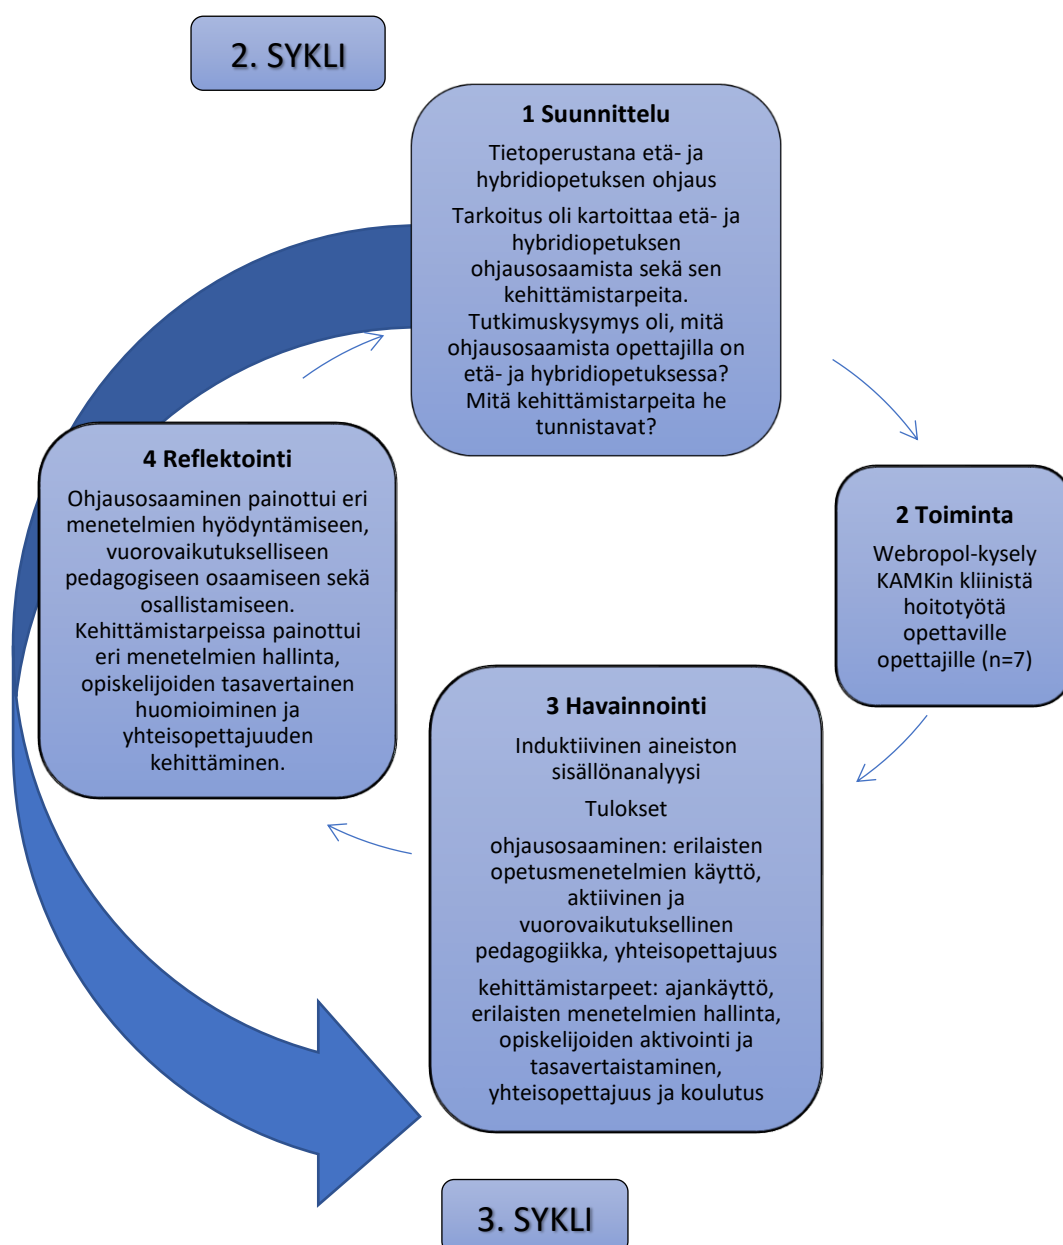 2. SYKLI
1 Suunnittelu
Tietoperustana etä- ja
hybridiopetuksen ohjaus
Tarkoitus oli kartoittaa etä- ja
hybridiopetuksen
ohjausosaamista sekä sen
kehittämistarpeita.
Tutkimuskysymys oli, mitä
ohjausosaamista opettajilla on
etä- ja hybridiopetuksessa?
Mitä kehittämistarpeita he
tunnistavat?
2 Toiminta
Webropol-kysely
KAMKin kliinistä
hoitotyötä
opettaville
opettajille (n=7)
3 Havainnointi
Induktiivinen aineiston
sisällönanalyysi
Tulokset
ohjausosaaminen: erilaisten
opetusmenetelmien käyttö,
aktiivinen ja
vuorovaikutuksellinen
pedagogiikka, yhteisopettajuus
kehittämistarpeet: ajankäyttö,
erilaisten menetelmien hallinta,
opiskelijoiden aktivointi ja
tasavertaistaminen,
yhteisopettajuus ja koulutus
4 Reflektointi
Ohjausosaaminen painottui eri
menetelmien hyödyntämiseen,
vuorovaikutukselliseen
pedagogiseen osaamiseen sekä
osallistamiseen.
Kehittämistarpeissa painottui
eri menetelmien hallinta,
opiskelijoiden tasavertainen
huomioiminen ja
yhteisopettajuuden
kehittäminen.
3. SYKLI